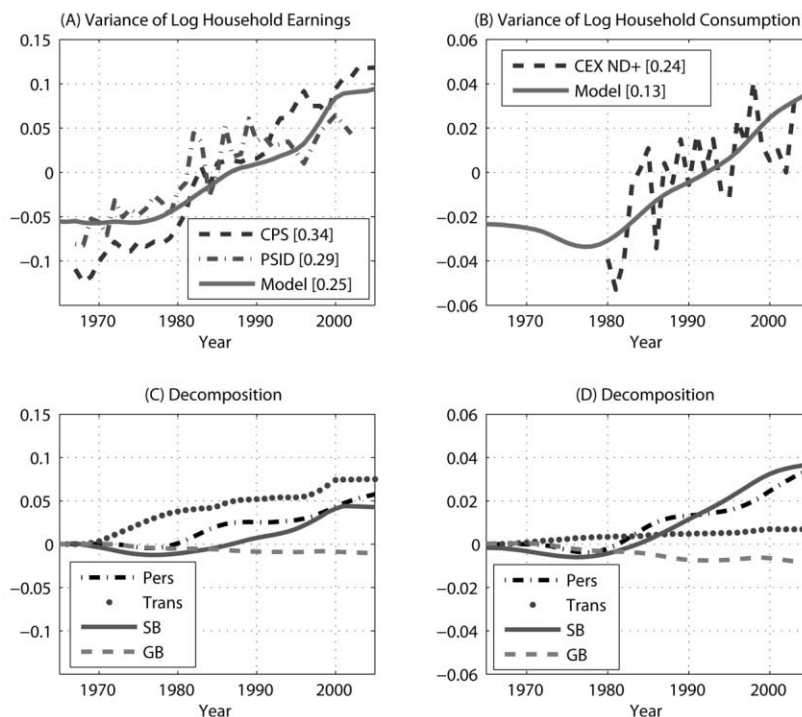 (A) Variance of Log Household Earnings
0.15
0.1
0.05
0
−0.05
−0.1
CPS [0.34]
PSID [0.29]
Model [0.25]
1970 1980 1990 2000
Year
(B) Variance of Log Household Consumption
0.06
0.04
0.02
0
−0.02
−0.04
−0.06
CEX ND+ [0.24]
Model [0.13]
1970 1980 1990 2000
Year
(C) Decomposition
0.15
0.1
0.05
0
−0.05
−0.1
Pers
Trans
SB
GB
1970 1980 1990 2000
Year
(D) Decomposition
0.06
0.04
0.02
0
−0.02
−0.04
−0.06
Pers
Trans
SB
GB
1970 1980 1990 2000
Year